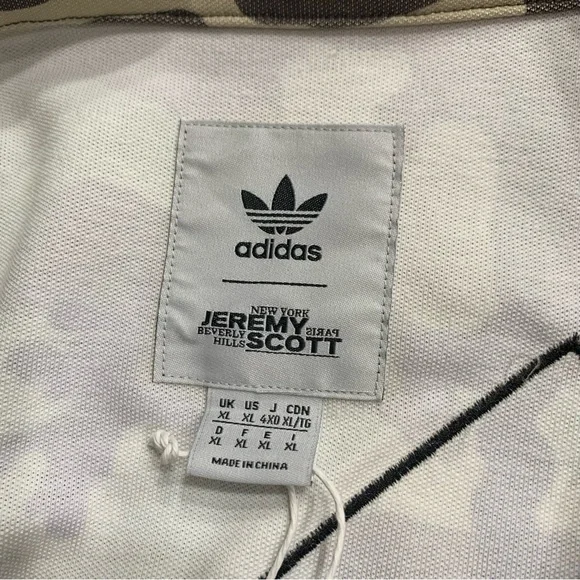 adidas
NEW YORK
JEREMY PARIS
BEVERLY HILLS SCOTT
UK US J CDN
XL XL 4XO XL/TG
D F E I
XL XL XL XL
MADE IN CHINA